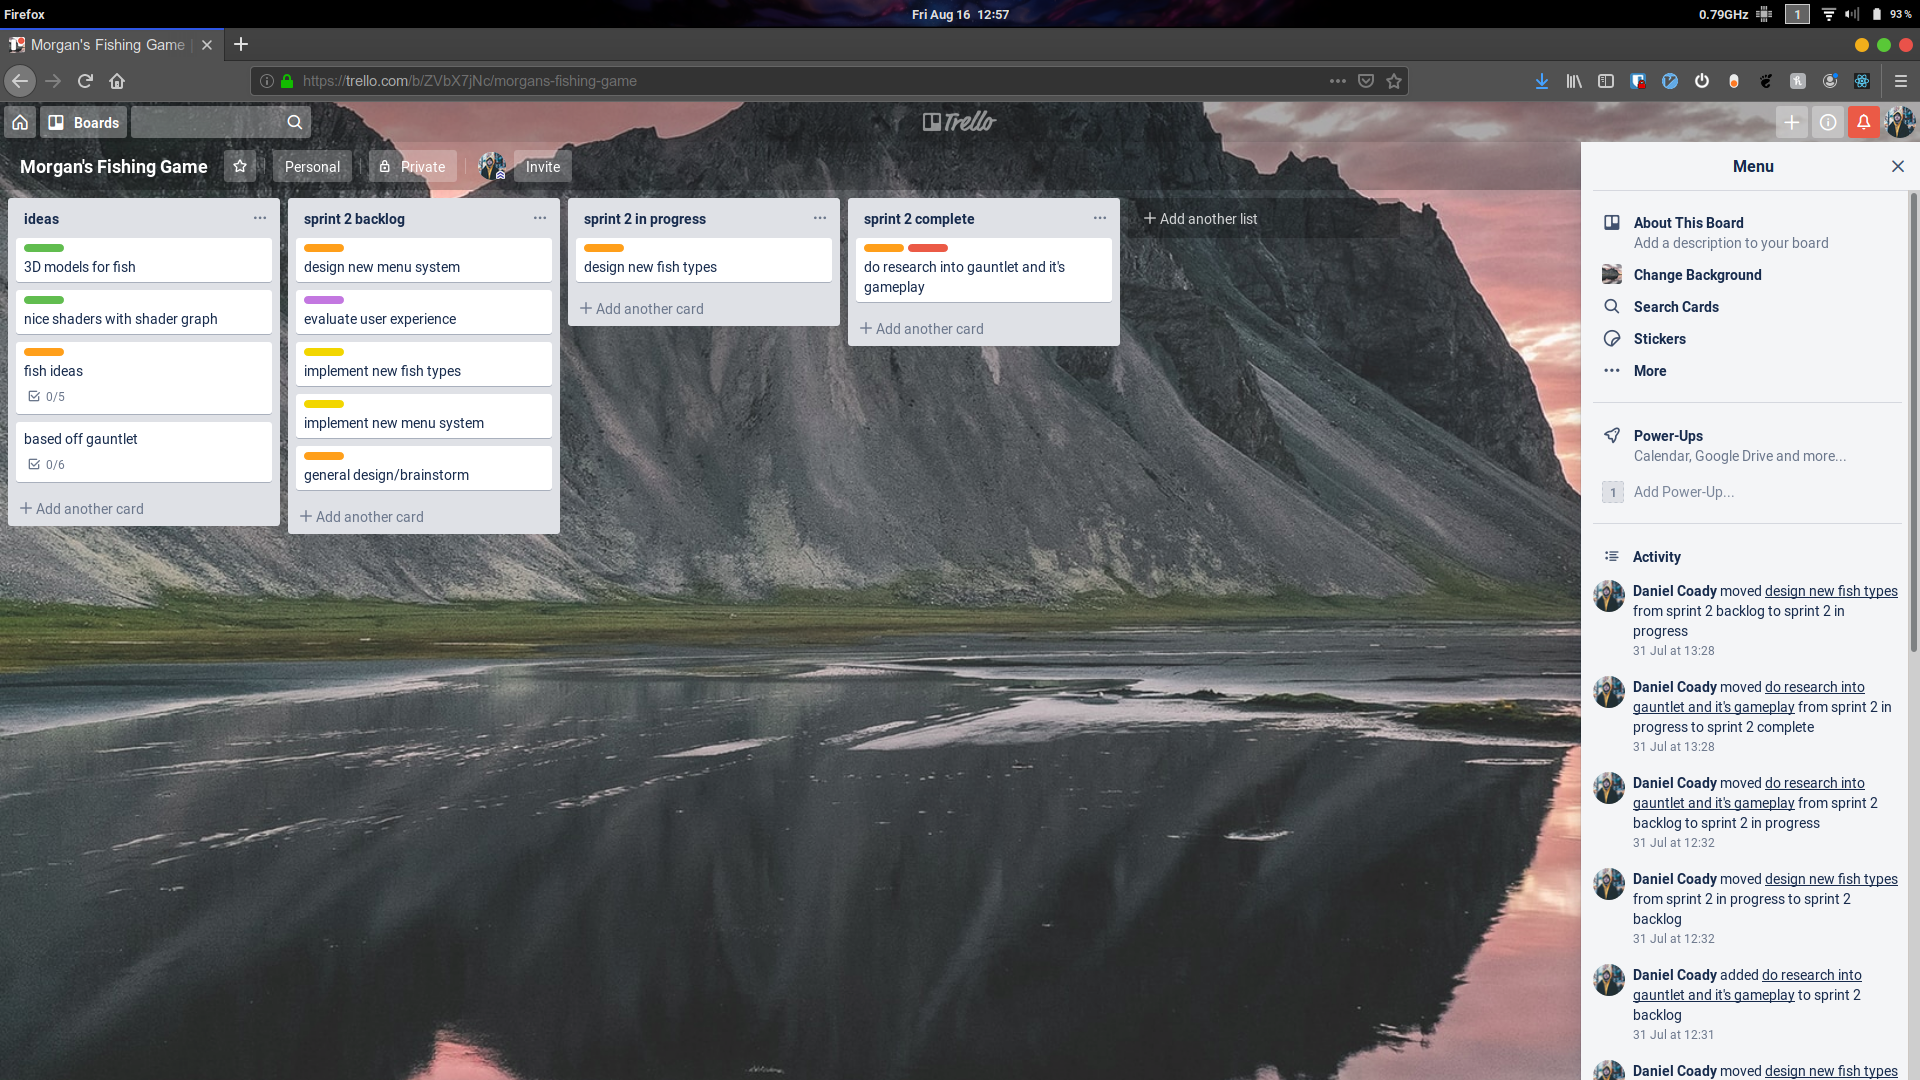 Firefox
Fri Aug 16 12:57
0.79GHz
1
93 %
Morgan's Fishing Game |
https://trello.com/b/ZVbX7jNc/morgans-fishing-game
Boards
Trello
Morgan's Fishing Game
Personal
Private
Invite
ideas
3D models for fish
nice shaders with shader graph
fish ideas
0/5
based off gauntlet
0/6
Add another card
sprint 2 backlog
design new menu system
evaluate user experience
implement new fish types
implement new menu system
general design/brainstorm
Add another card
sprint 2 in progress
design new fish types
Add another card
sprint 2 complete
do research into gauntlet and it's
gameplay
Add another card
Add another list
Menu
About This Board
Add a description to your board
Change Background
Search Cards
Stickers
More
Power-Ups
Calendar, Google Drive and more...
1 Add Power-Up...
Activity
Daniel Coady moved design new fish types
from sprint 2 backlog to sprint 2 in
progress
31 Jul at 13:28
Daniel Coady moved do research into
gauntlet and it's gameplay from sprint 2 in
progress to sprint 2 complete
31 Jul at 13:28
Daniel Coady moved do research into
gauntlet and it's gameplay from sprint 2
backlog to sprint 2 in progress
31 Jul at 12:32
Daniel Coady moved design new fish types
from sprint 2 in progress to sprint 2
backlog
31 Jul at 12:32
Daniel Coady added do research into
gauntlet and it's gameplay to sprint 2
backlog
31 Jul at 12:31
Daniel Coady moved design new fish types